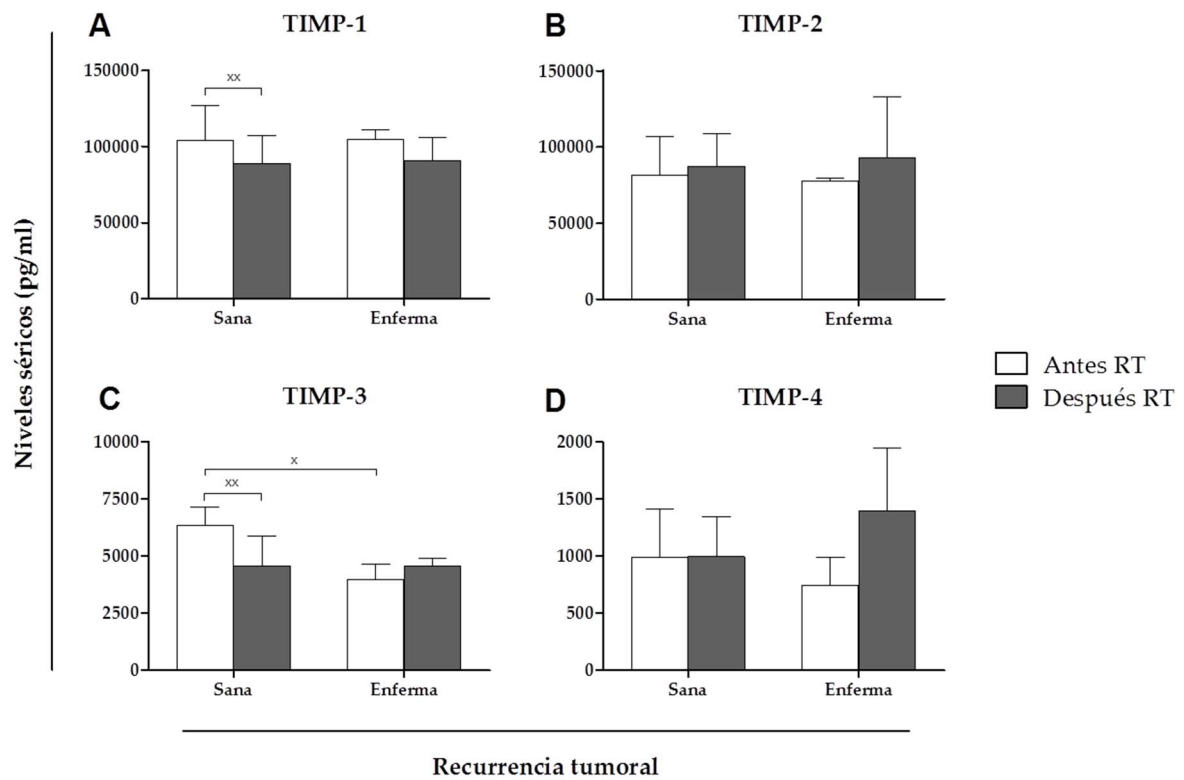 A
TIMP-1
B
TIMP-2
150000
100000
50000
0
xx
Sana
Enferma
150000
100000
50000
0
Sana
Enferma
Niveles séricos (pg/ml)
C
TIMP-3
D
TIMP-4
10000
7500
5000
2500
0
x
xx
Sana
Enferma
2000
1500
1000
500
0
Sana
Enferma
Antes RT
Después RT
Recurrencia tumoral